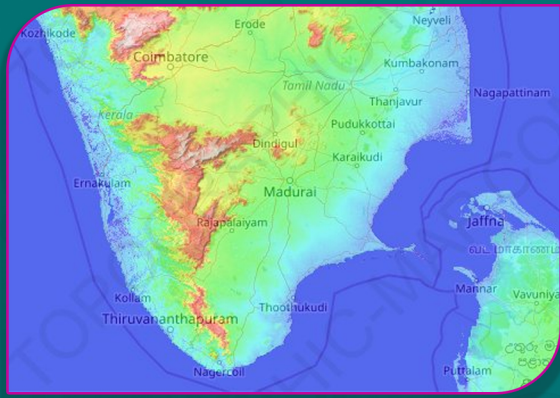 Kozhikode
Erode
Neyveli
Coimbatore
Kumbakonam
Tamil Nadu
Nagapattinam
Thanjavur
Kerala
Pudukkottai
Dindigul
Karaikudi
Ernakulam
Madurai
Rajapalaiyam
Jaffna
Mannar
Vavuniya
Kollam
Thoothukudi
Thiruvananthapuram
Nagercoil
Puttalam